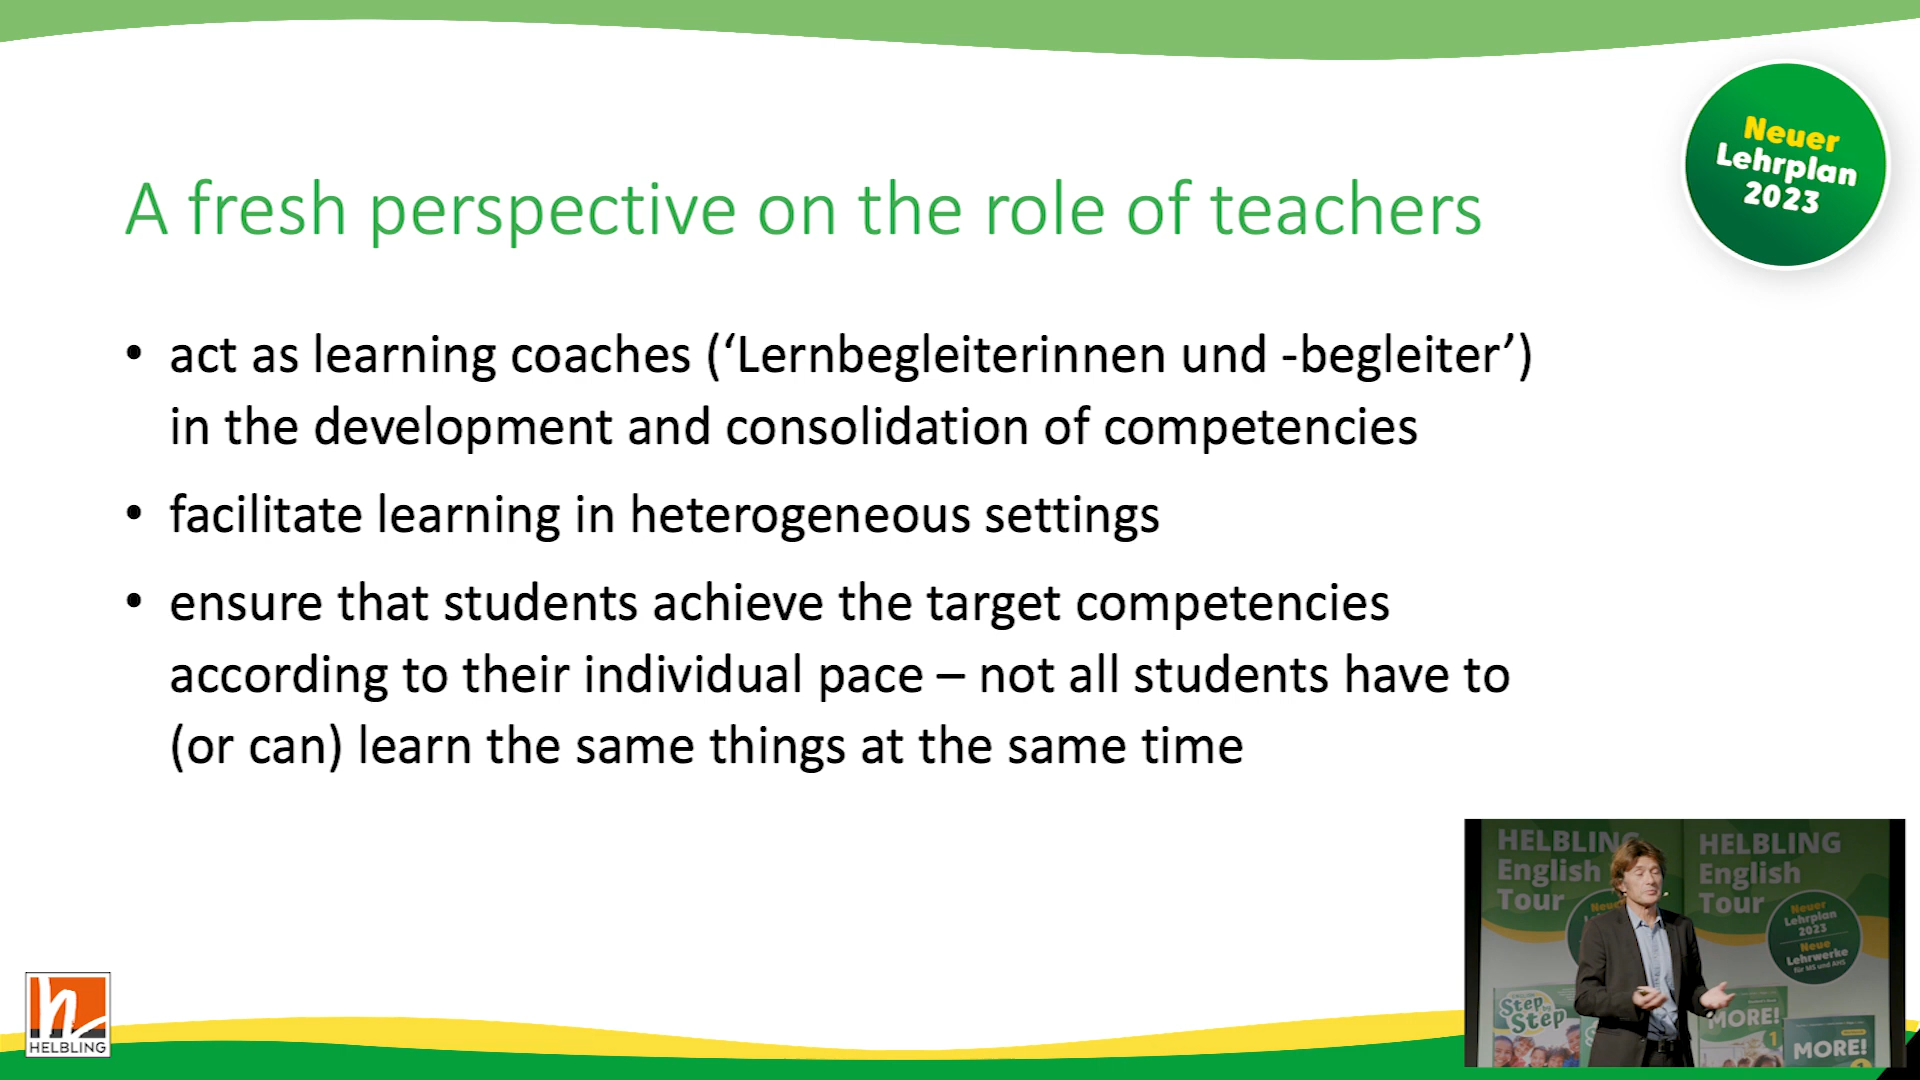 Neuer
Lehrplan
2023
A fresh perspective on the role of teachers
• act as learning coaches (‘Lernbegleiterinnen und -begleiter’)
in the development and consolidation of competencies
• facilitate learning in heterogeneous settings
• ensure that students achieve the target competencies
according to their individual pace – not all students have to
(or can) learn the same things at the same time
HELBLING
English
Tour
HELBLING
English
Tour
Neuer
Lehrplan
2023
Neue
Lehrwerke
für MS und AHS
Step
by
Step
MORE!
1
MORE!
HELBLING